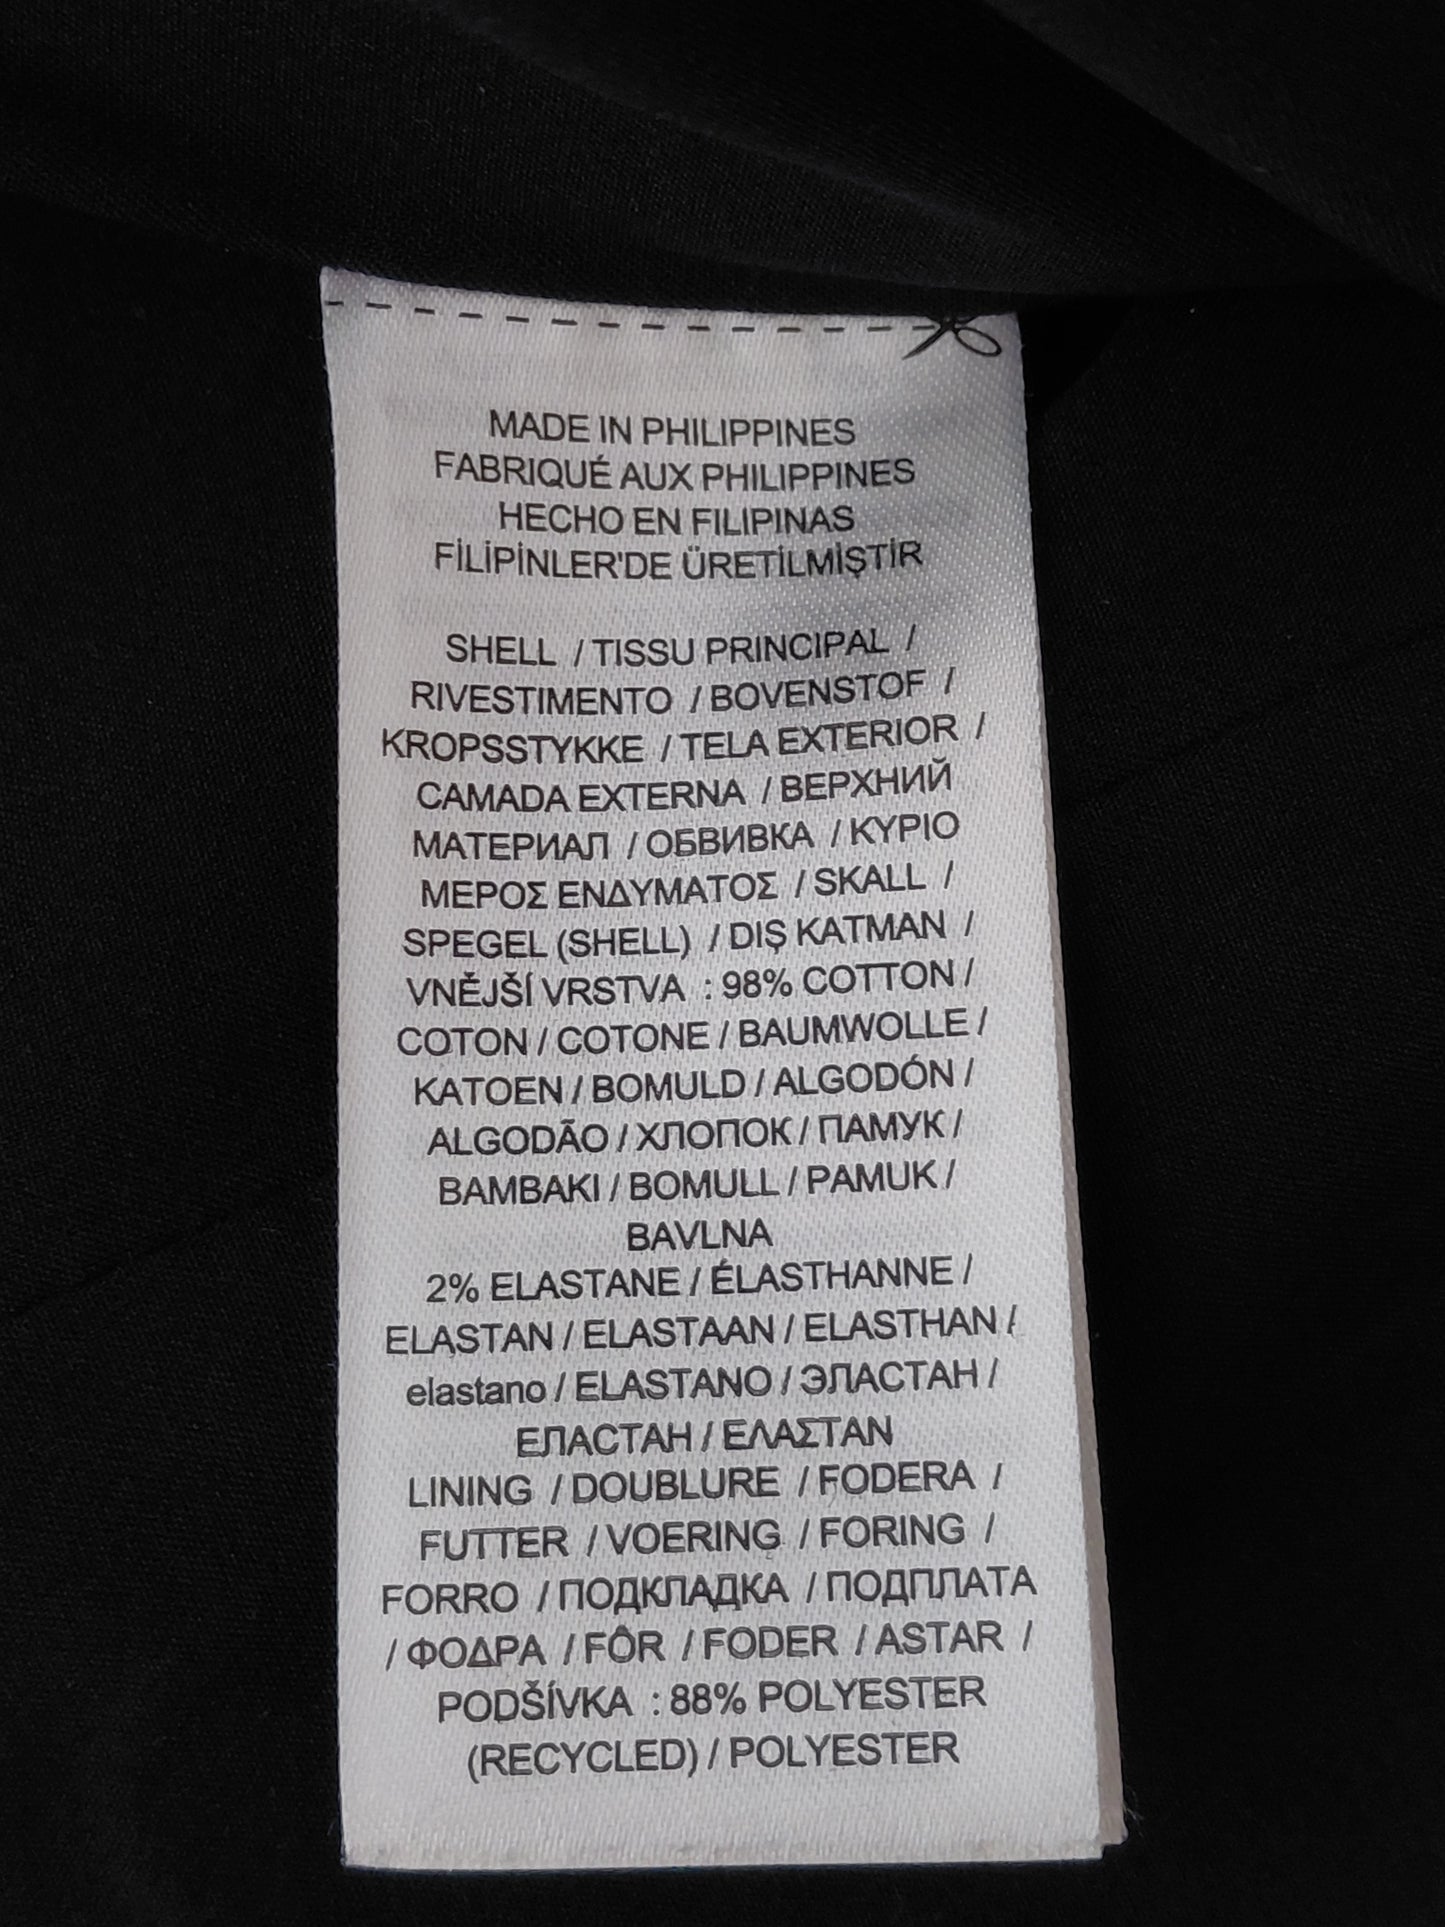 MADE IN PHILIPPINES
FABRIQUÉ AUX PHILIPPINES
HECHO EN FILIPINAS
FİLİPİNLER'DE ÜRETİLMİŞTİR
SHELL / TISSU PRINCIPAL /
RIVESTIMENTO / BOVENSTOF /
KROPSSTYKKE / TELA EXTERIOR /
CAMADA EXTERNA / ВЕРХНИЙ
МАТЕРИАЛ / ОБВИВКА / ΚΥΡΙΟ
ΜΕΡΟΣ ΕΝΔΥΜΑΤΟΣ / SKALL /
SPEGEL (SHELL) / DIŞ KATMAN /
VNĚJŠÍ VRSTVA : 98% COTTON /
COTON / COTONE / BAUMWOLLE /
KATOEN / BOMULD / ALGODÓN /
ALGODÃO / ХЛОПОК / ПАМУК /
BAMBAKI / BOMULL / PAMUK /
BAVLNA
2% ELASTANE / ÉLASTHANNE /
ELASTAN / ELASTAAN / ELASTHAN /
elastano / ELASTANO / ЭЛАСТАН /
ЕЛАСТАН / ΕΛΑΣΤΑΝ
LINING / DOUBLURE / FODERA /
FUTTER / VOERING / FORING /
FORRO / ПОДКЛАДКА / ПОДПЛАТА
/ ΦΟΔΡΑ / FÔR / FODER / ASTAR /
PODŠÍVKA : 88% POLYESTER
(RECYCLED) / POLYESTER